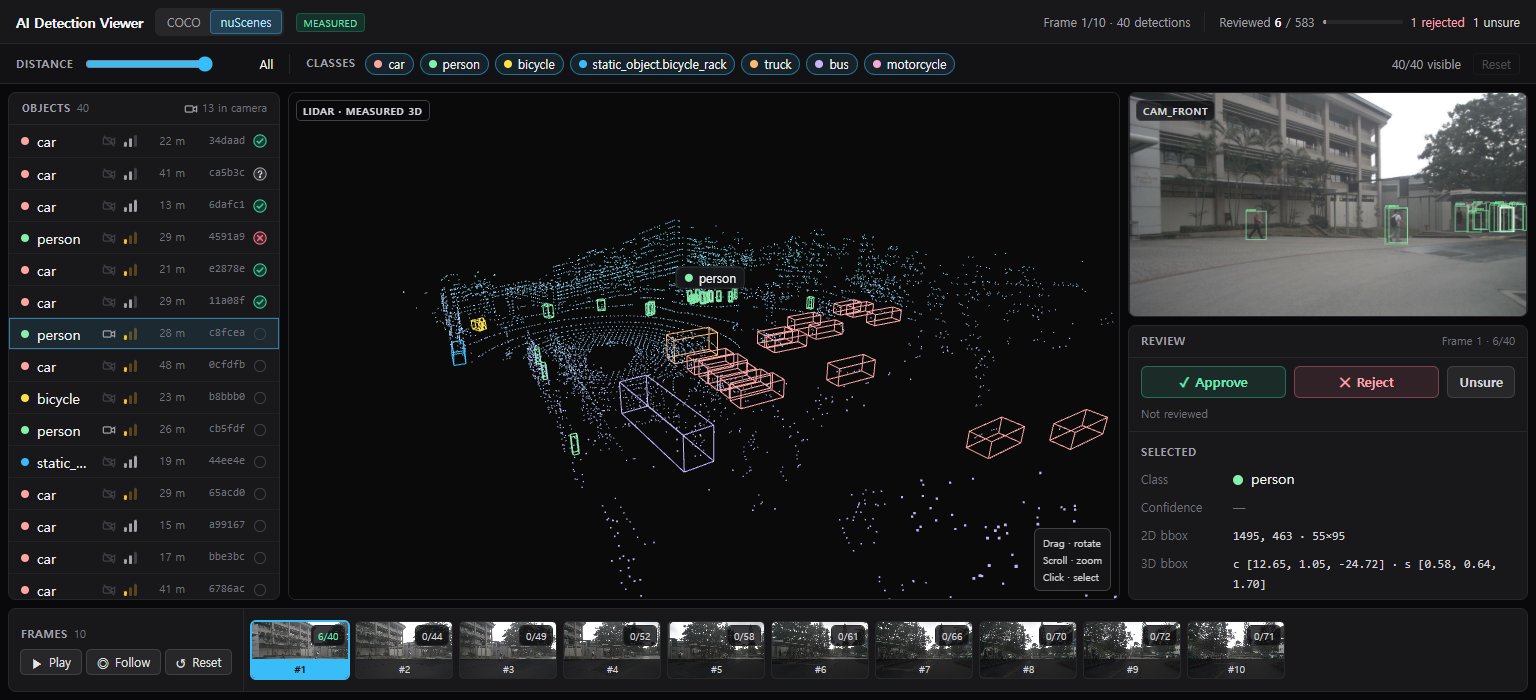 AI Detection Viewer COCO nuScenes MEASURED Frame 1/10 · 40 detections Reviewed 6 / 583 1 rejected 1 unsure
DISTANCE All CLASSES car person bicycle static_object.bicycle_rack truck bus motorcycle 40/40 visible Reset
OBJECTS 40 13 in camera
car 22 m 34daad
car 41 m ca5b3c
car 13 m 6dafc1
person 29 m 4591a9
car 21 m e2878e
car 29 m 11a08f
person 28 m c8fcea
car 48 m 0cfdfb
bicycle 23 m b8bbb0
person 26 m cb5fdf
static_... 19 m 44ee4e
car 29 m 65acd0
car 15 m a99167
car 17 m bbe3bc
car 41 m 6786ac
LIDAR · MEASURED 3D
person
Drag · rotate
Scroll · zoom
Click · select
CAM_FRONT
REVIEW Frame 1 · 6/40
✓ Approve ✕ Reject Unsure
Not reviewed
SELECTED
Class person
Confidence —
2D bbox 1495, 463 · 55×95
3D bbox c [12.65, 1.05, -24.72] · s [0.58, 0.64,
1.70]
FRAMES 10
▶ Play ◎ Follow ↺ Reset
6/40 0/44 0/49 0/52 0/58 0/61 0/66 0/70 0/72 0/71
#1 #2 #3 #4 #5 #6 #7 #8 #9 #10